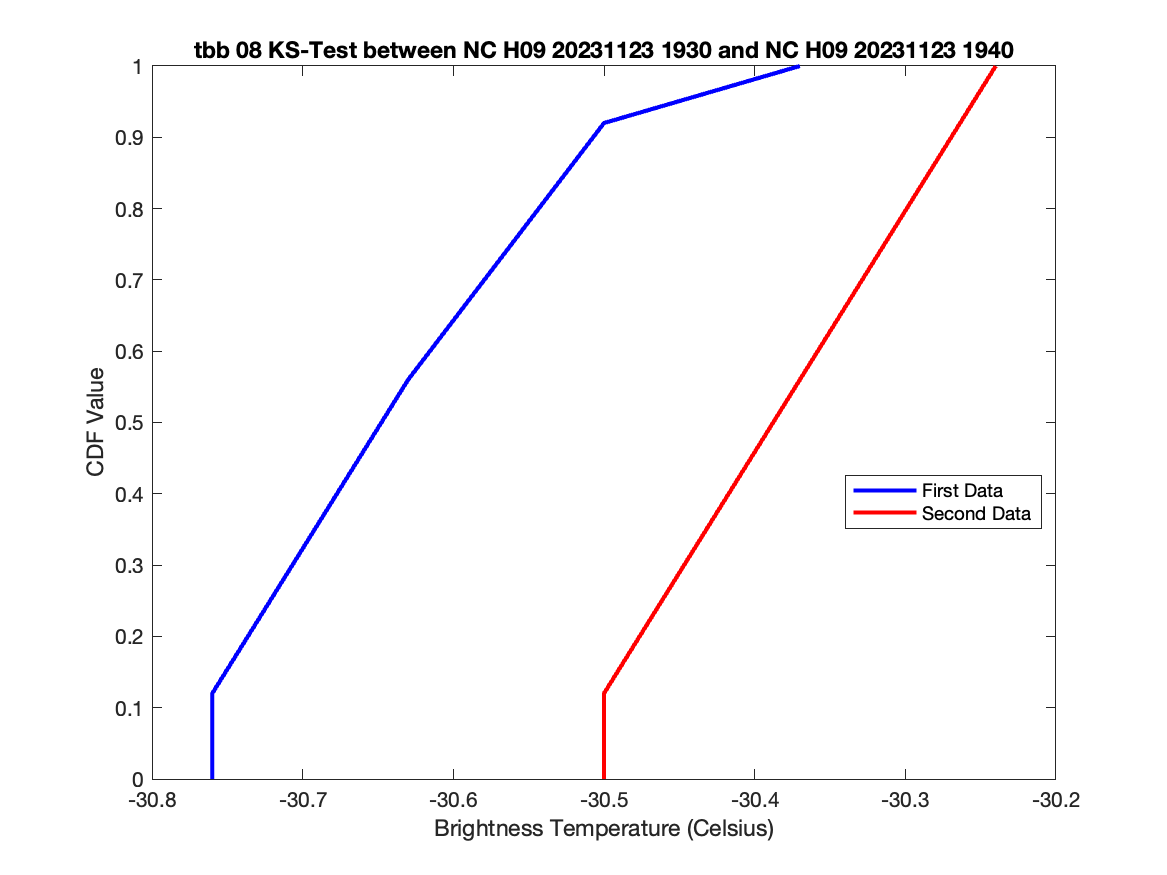 tbb 08 KS-Test between NC H09 20231123 1930 and NC H09 20231123 1940
1
0.9
0.8
0.7
0.6
0.5
0.4
0.3
0.2
0.1
0
CDF Value
First Data
Second Data
-30.8 -30.7 -30.6 -30.5 -30.4 -30.3 -30.2
Brightness Temperature (Celsius)